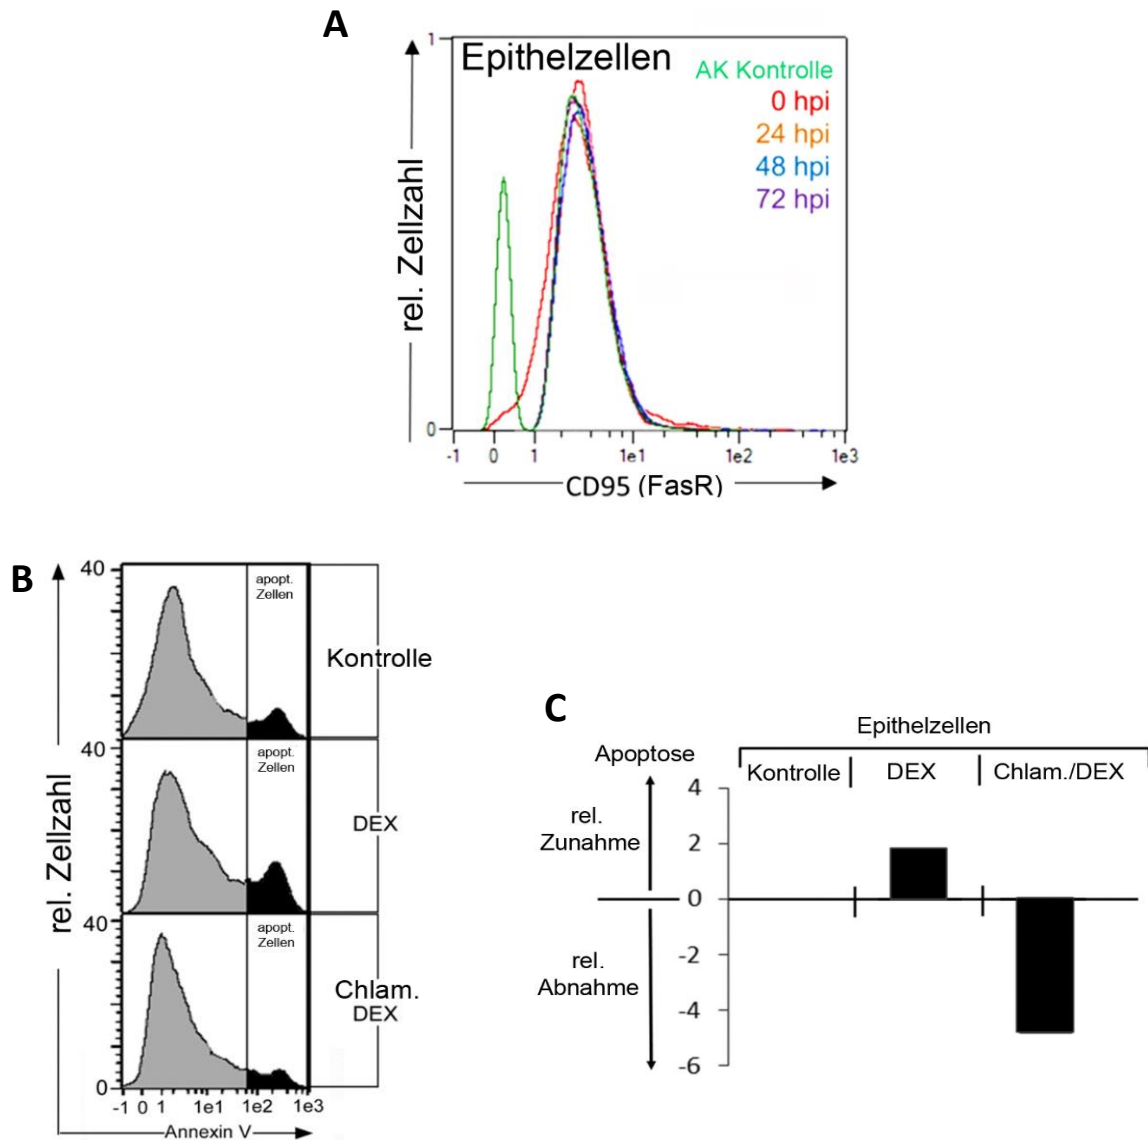 A
1
Epithelzellen
AK Kontrolle
0 hpi
24 hpi
48 hpi
72 hpi
rel. Zellzahl
0
-1 0 1 1e1 1e2 1e3
CD95 (FasR)
B
40
apopt.
Zellen
Kontrolle
40
apopt.
Zellen
DEX
rel. Zellzahl
40
apopt.
Zellen
Chlam.
DEX
0
-1 0 1 1e1 1e2 1e3
Annexin V
C
Epithelzellen
Apoptose
Kontrolle DEX Chlam./DEX
4
rel.
Zunahme
2
0
rel.
Abnahme
-2
-4
-6